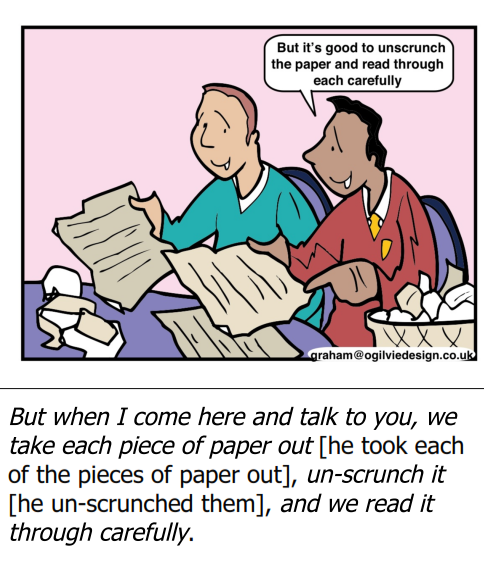 But it's good to unscrunch
the paper and read through
each carefully
graham@ogilviedesign.co.uk
But when I come here and talk to you, we
take each piece of paper out [he took each
of the pieces of paper out], un-scrunch it
[he un-scrunched them], and we read it
through carefully.